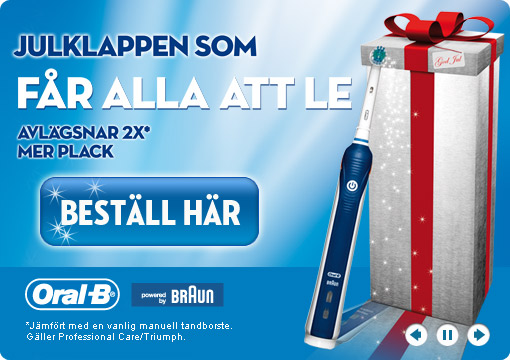 JULKLAPPEN SOM
FÅR ALLA ATT LE
AVLÄGSNAR 2X*
MER PLACK
God Jul
BESTÄLL HÄR
Oral-B®
powered by BRAUN
Oral-B
*Jämfört med en vanlig manuell tandborste.
Gäller Professional Care/Triumph.